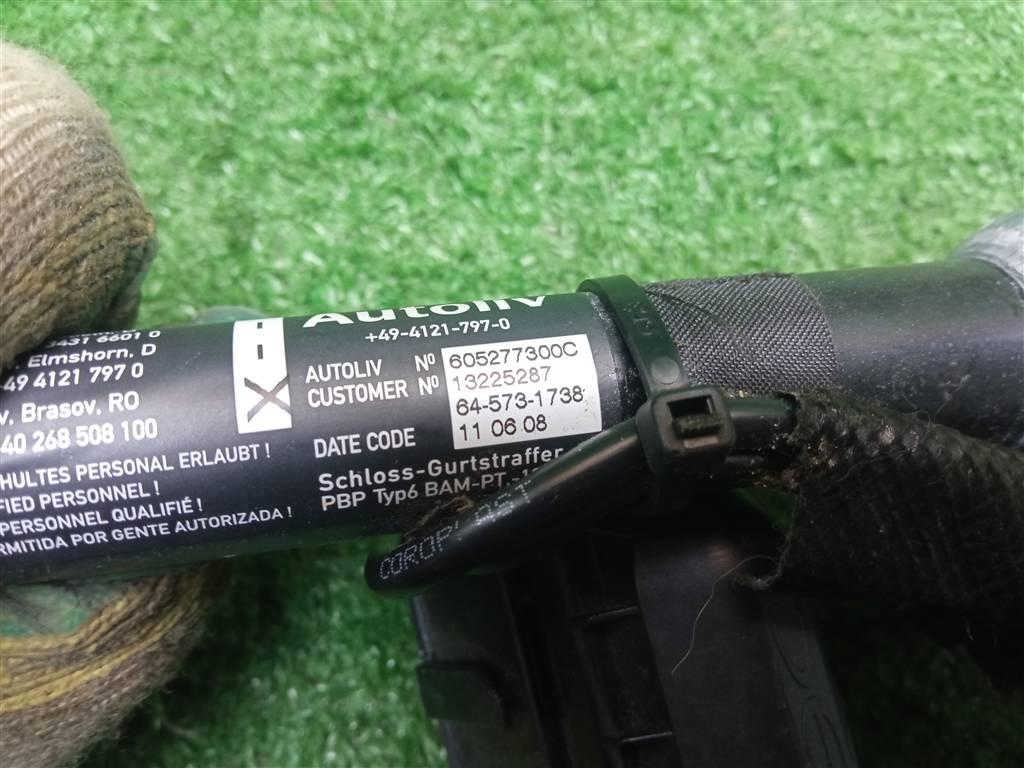 . Elmshorn, D
49 4121 797 0
v, Brasov, RO
40 268 508 100
HULTES PERSONAL ERLAUBT !
FIED PERSONNEL !
PERSONNEL QUALIFIÉ !
RMITIDA POR GENTE AUTORIZADA !
Autoliv
+49-4121-797-0
AUTOLIV Nº 605277300C
CUSTOMER Nº 13225287
64-573-1738
DATE CODE 11 06 08
Schloss-Gurtstraffer
PBP Typ6 BAM-PT.-
COROPLAST